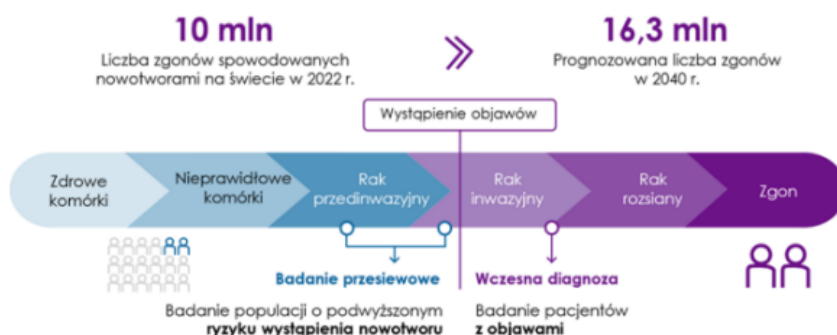 10 mln
Liczba zgonów spowodowanych
nowotworami na świecie w 2022 r.
16,3 mln
Prognozowana liczba zgonów
w 2040 r.
Wystąpienie objawów
Zdrowe
komórki
Nieprawidłowe
komórki
Rak
przedinwazyjny
Rak
inwazyjny
Rak
rozsiany
Zgon
Badanie przesiewowe
Badanie populacji o podwyższonym
ryzyku wystąpienia nowotworu
Wczesna diagnoza
Badanie pacjentów
z objawami